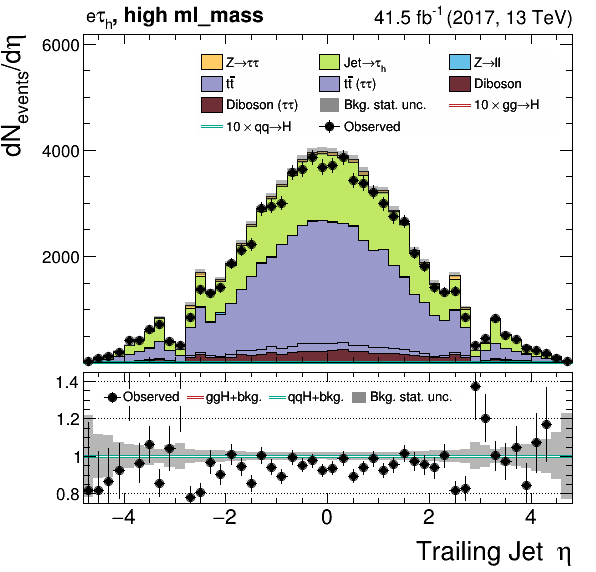 eτh, high ml_mass 41.5 fb⁻¹ (2017, 13 TeV)
dNevents/dη
6000
4000
2000
Z→ττ Jet→τh Z→ll
tt̄ tt̄ (ττ) Diboson
Diboson (ττ) Bkg. stat. unc. 10 × gg→H
10 × qq→H Observed
1.4
1.2
1
0.8
Observed ggH+bkg. qqH+bkg. Bkg. stat. unc.
−4 −2 0 2 4
Trailing Jet η